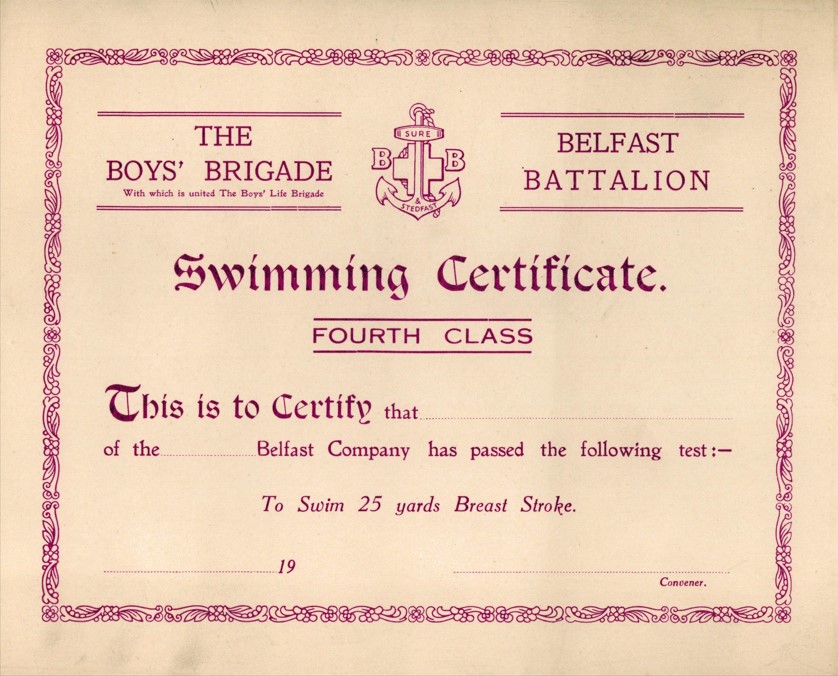 THE
BOYS' BRIGADE
With which is united The Boys' Life Brigade
SURE
B B
&
STEDFAST
BELFAST
BATTALION
Swimming Certificate.
FOURTH CLASS
This is to Certify that
of the Belfast Company has passed the following test:—
To Swim 25 yards Breast Stroke.
19
Convener.